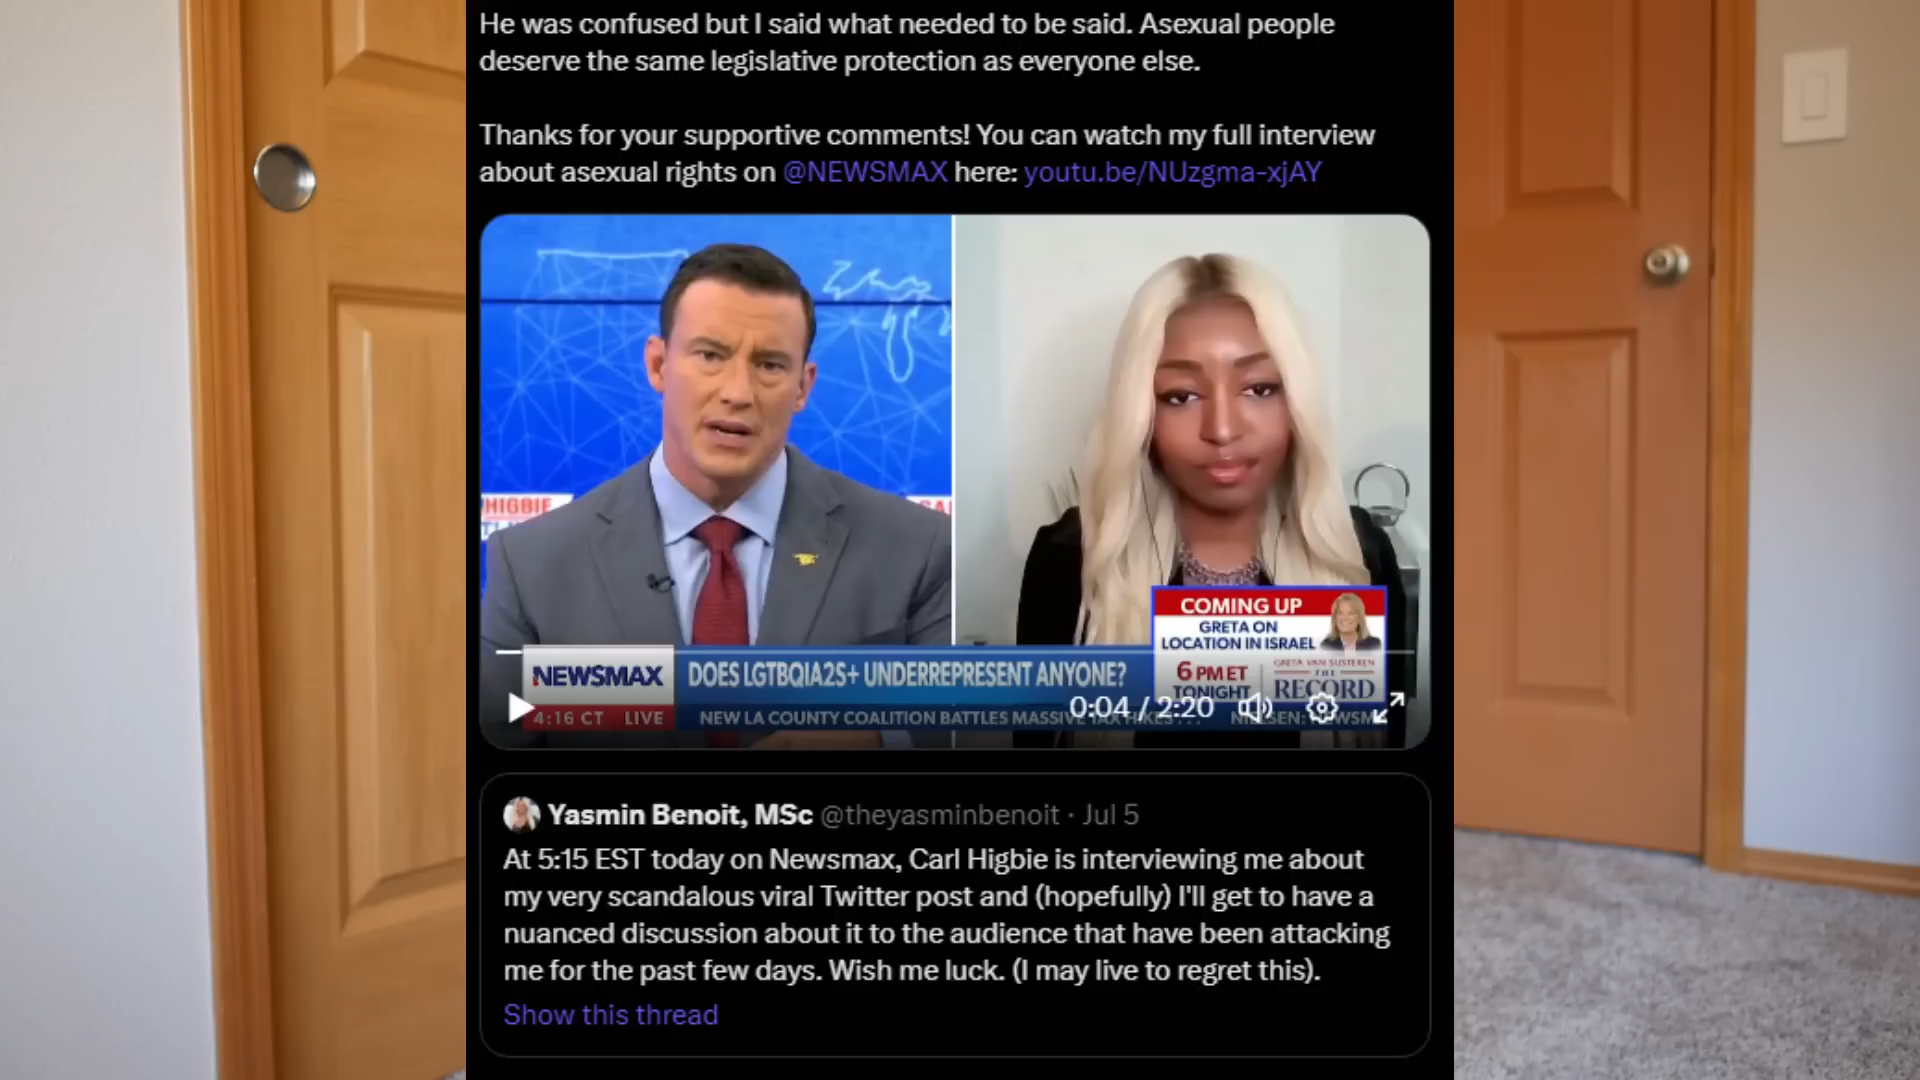 He was confused but I said what needed to be said. Asexual people
deserve the same legislative protection as everyone else.
Thanks for your supportive comments! You can watch my full interview
about asexual rights on @NEWSMAX here: youtu.be/NUzgma-xjAY
HIGBIE
COMING UP
GRETA ON
LOCATION IN ISRAEL
6 PM ET
TONIGHT
GRETA VAN SUSTEREN
THE
RECORD
NEWSMAX
DOES LGTBQIA2S+ UNDERREPRESENT ANYONE?
0:04 / 2:20
4:16 CT LIVE
NEW LA COUNTY COALITION BATTLES MASSIVE TAX HIKES . . .
Yasmin Benoit, MSc @theyasminbenoit · Jul 5
At 5:15 EST today on Newsmax, Carl Higbie is interviewing me about
my very scandalous viral Twitter post and (hopefully) I'll get to have a
nuanced discussion about it to the audience that have been attacking
me for the past few days. Wish me luck. (I may live to regret this).
Show this thread